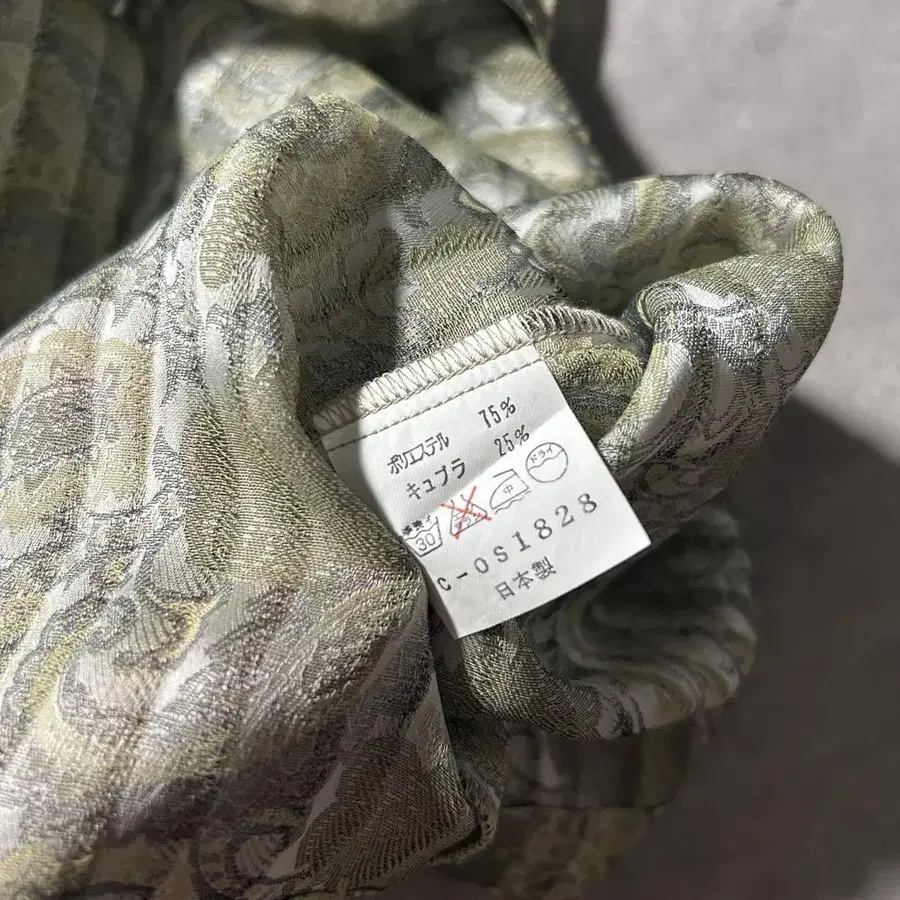 ポリエステル 75%
キュプラ 25%
30 中 ドライ
C-0S1828
日本製